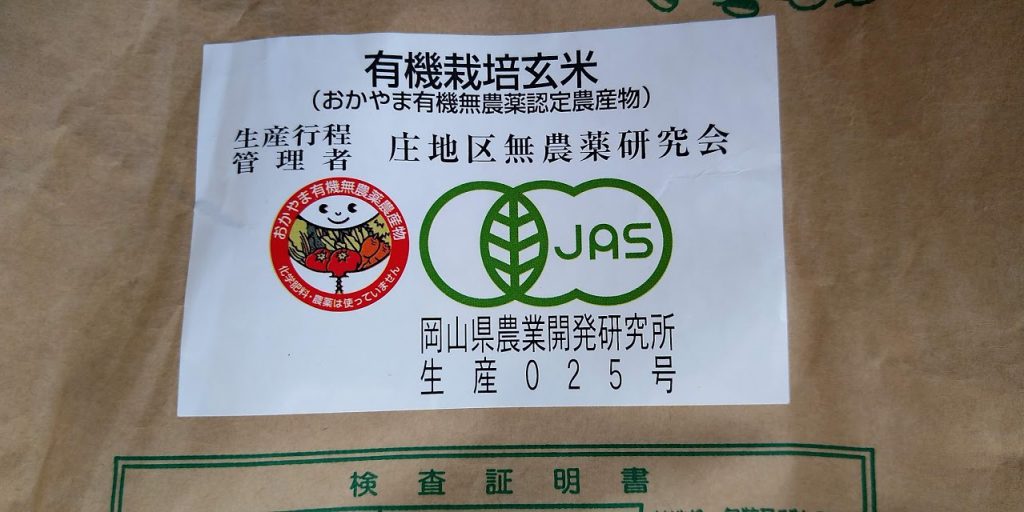 有機栽培玄米
(おかやま有機無農薬認定農産物)
生産行程
管理者
庄地区無農薬研究会
おかやま有機無農薬農産物
化学肥料・農薬は使っていません
JAS
岡山県農業開発研究所
生産025号
検査証明書